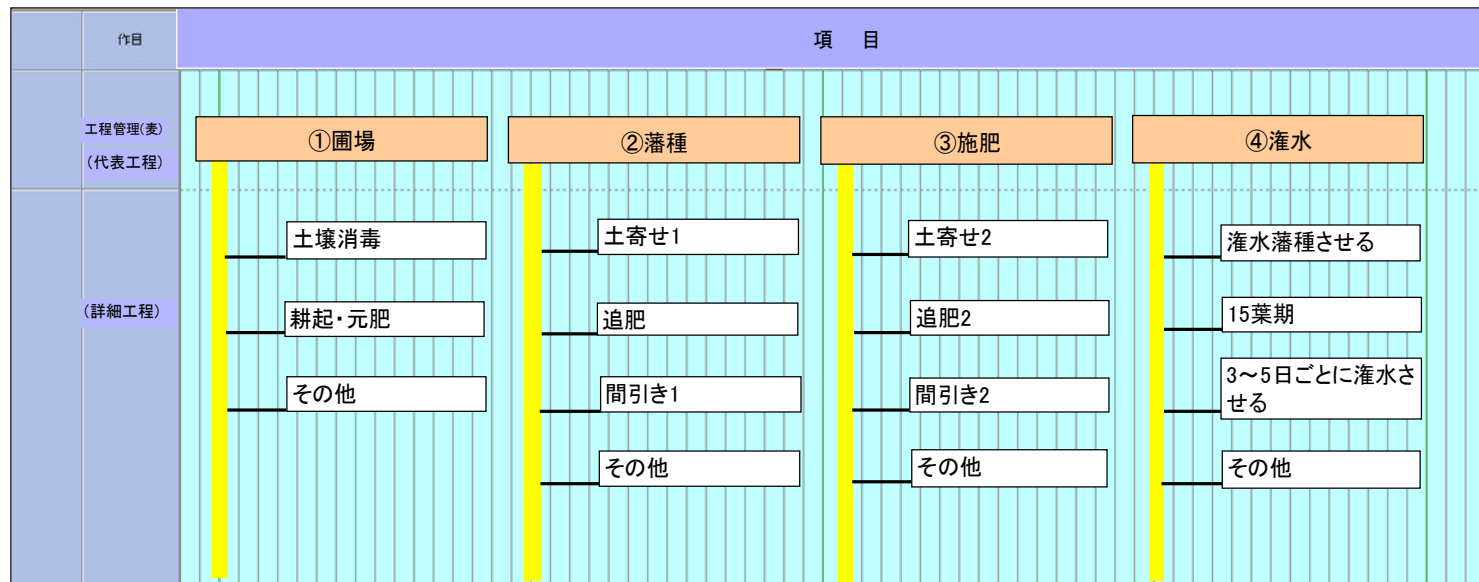 作目
項 目
工程管理(麦)
(代表工程)
①圃場
②藩種
③施肥
④潅水
(詳細工程)
土壌消毒
耕起・元肥
その他
土寄せ1
追肥
間引き1
その他
土寄せ2
追肥2
間引き2
その他
潅水藩種させる
15葉期
3～5日ごとに潅水さ
せる
その他